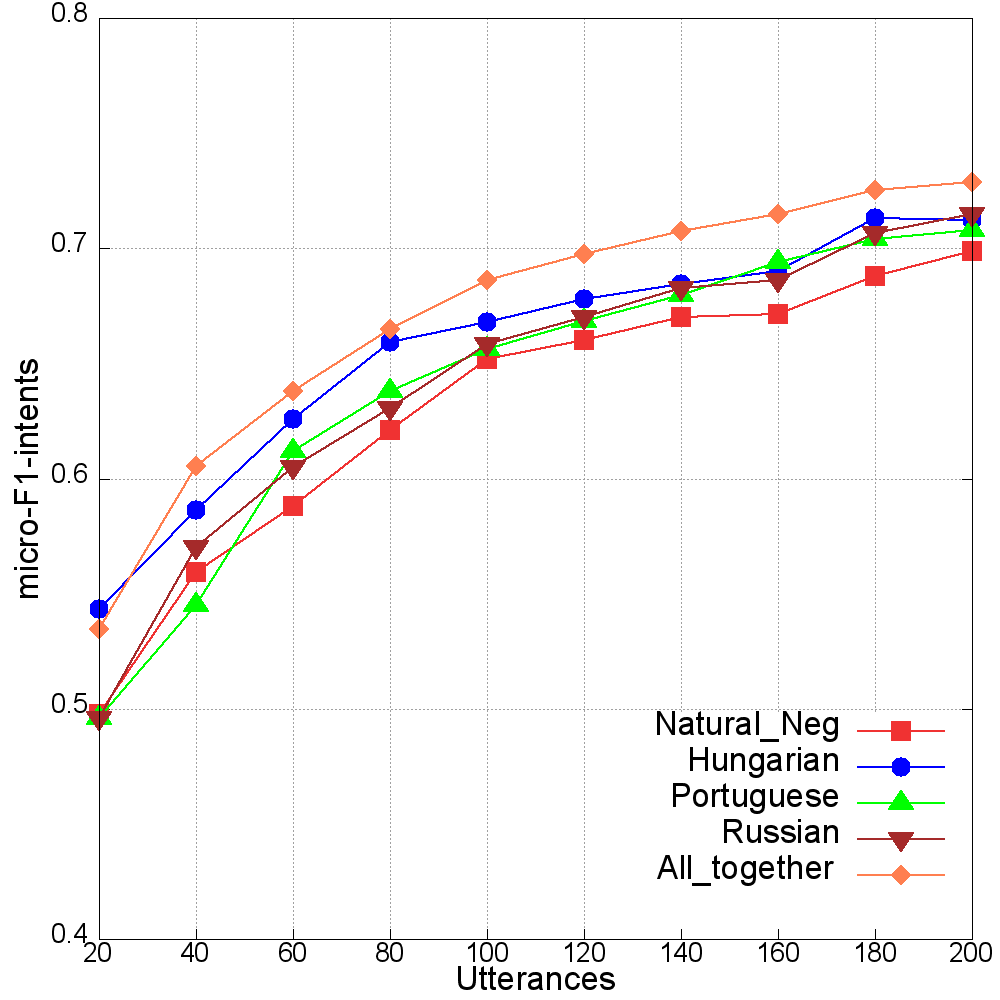 0.8
0.7
0.6
0.5
0.4
micro-F1-intents
Natural_Neg
Hungarian
Portuguese
Russian
All_together
20 40 60 80 100 120 140 160 180 200
Utterances